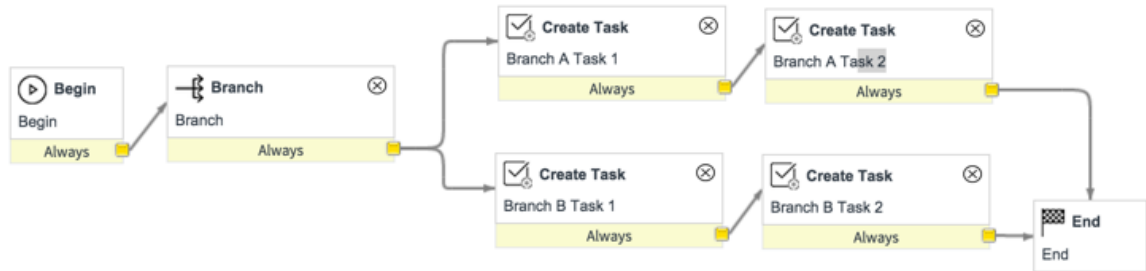 Begin
Begin
Always
Branch
Branch
Always
Create Task
Branch A Task 1
Always
Create Task
Branch A Task 2
Always
Create Task
Branch B Task 1
Always
Create Task
Branch B Task 2
Always
End
End